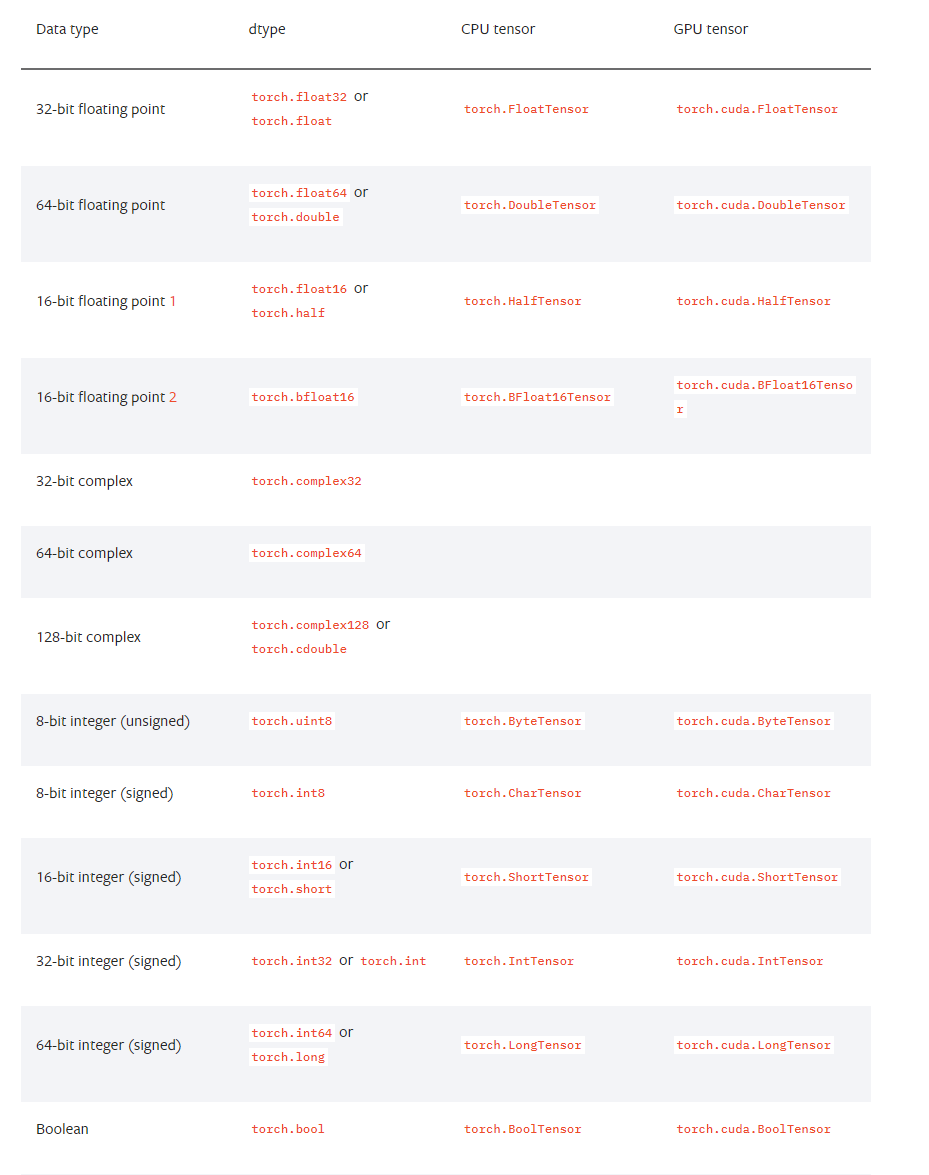 Data type dtype CPU tensor GPU tensor
torch.float32 or
32-bit floating point torch.FloatTensor torch.cuda.FloatTensor
torch.float
torch.float64 or
64-bit floating point torch.DoubleTensor torch.cuda.DoubleTensor
torch.double
torch.float16 or
16-bit floating point 1 torch.HalfTensor torch.cuda.HalfTensor
torch.half
torch.cuda.BFloat16Tenso
16-bit floating point 2 torch.bfloat16 torch.BFloat16Tensor
r
32-bit complex torch.complex32
64-bit complex torch.complex64
torch.complex128 or
128-bit complex
torch.cdouble
8-bit integer (unsigned) torch.uint8 torch.ByteTensor torch.cuda.ByteTensor
8-bit integer (signed) torch.int8 torch.CharTensor torch.cuda.CharTensor
torch.int16 or
16-bit integer (signed) torch.ShortTensor torch.cuda.ShortTensor
torch.short
32-bit integer (signed) torch.int32 or torch.int torch.IntTensor torch.cuda.IntTensor
torch.int64 or
64-bit integer (signed) torch.LongTensor torch.cuda.LongTensor
torch.long
Boolean torch.bool torch.BoolTensor torch.cuda.BoolTensor